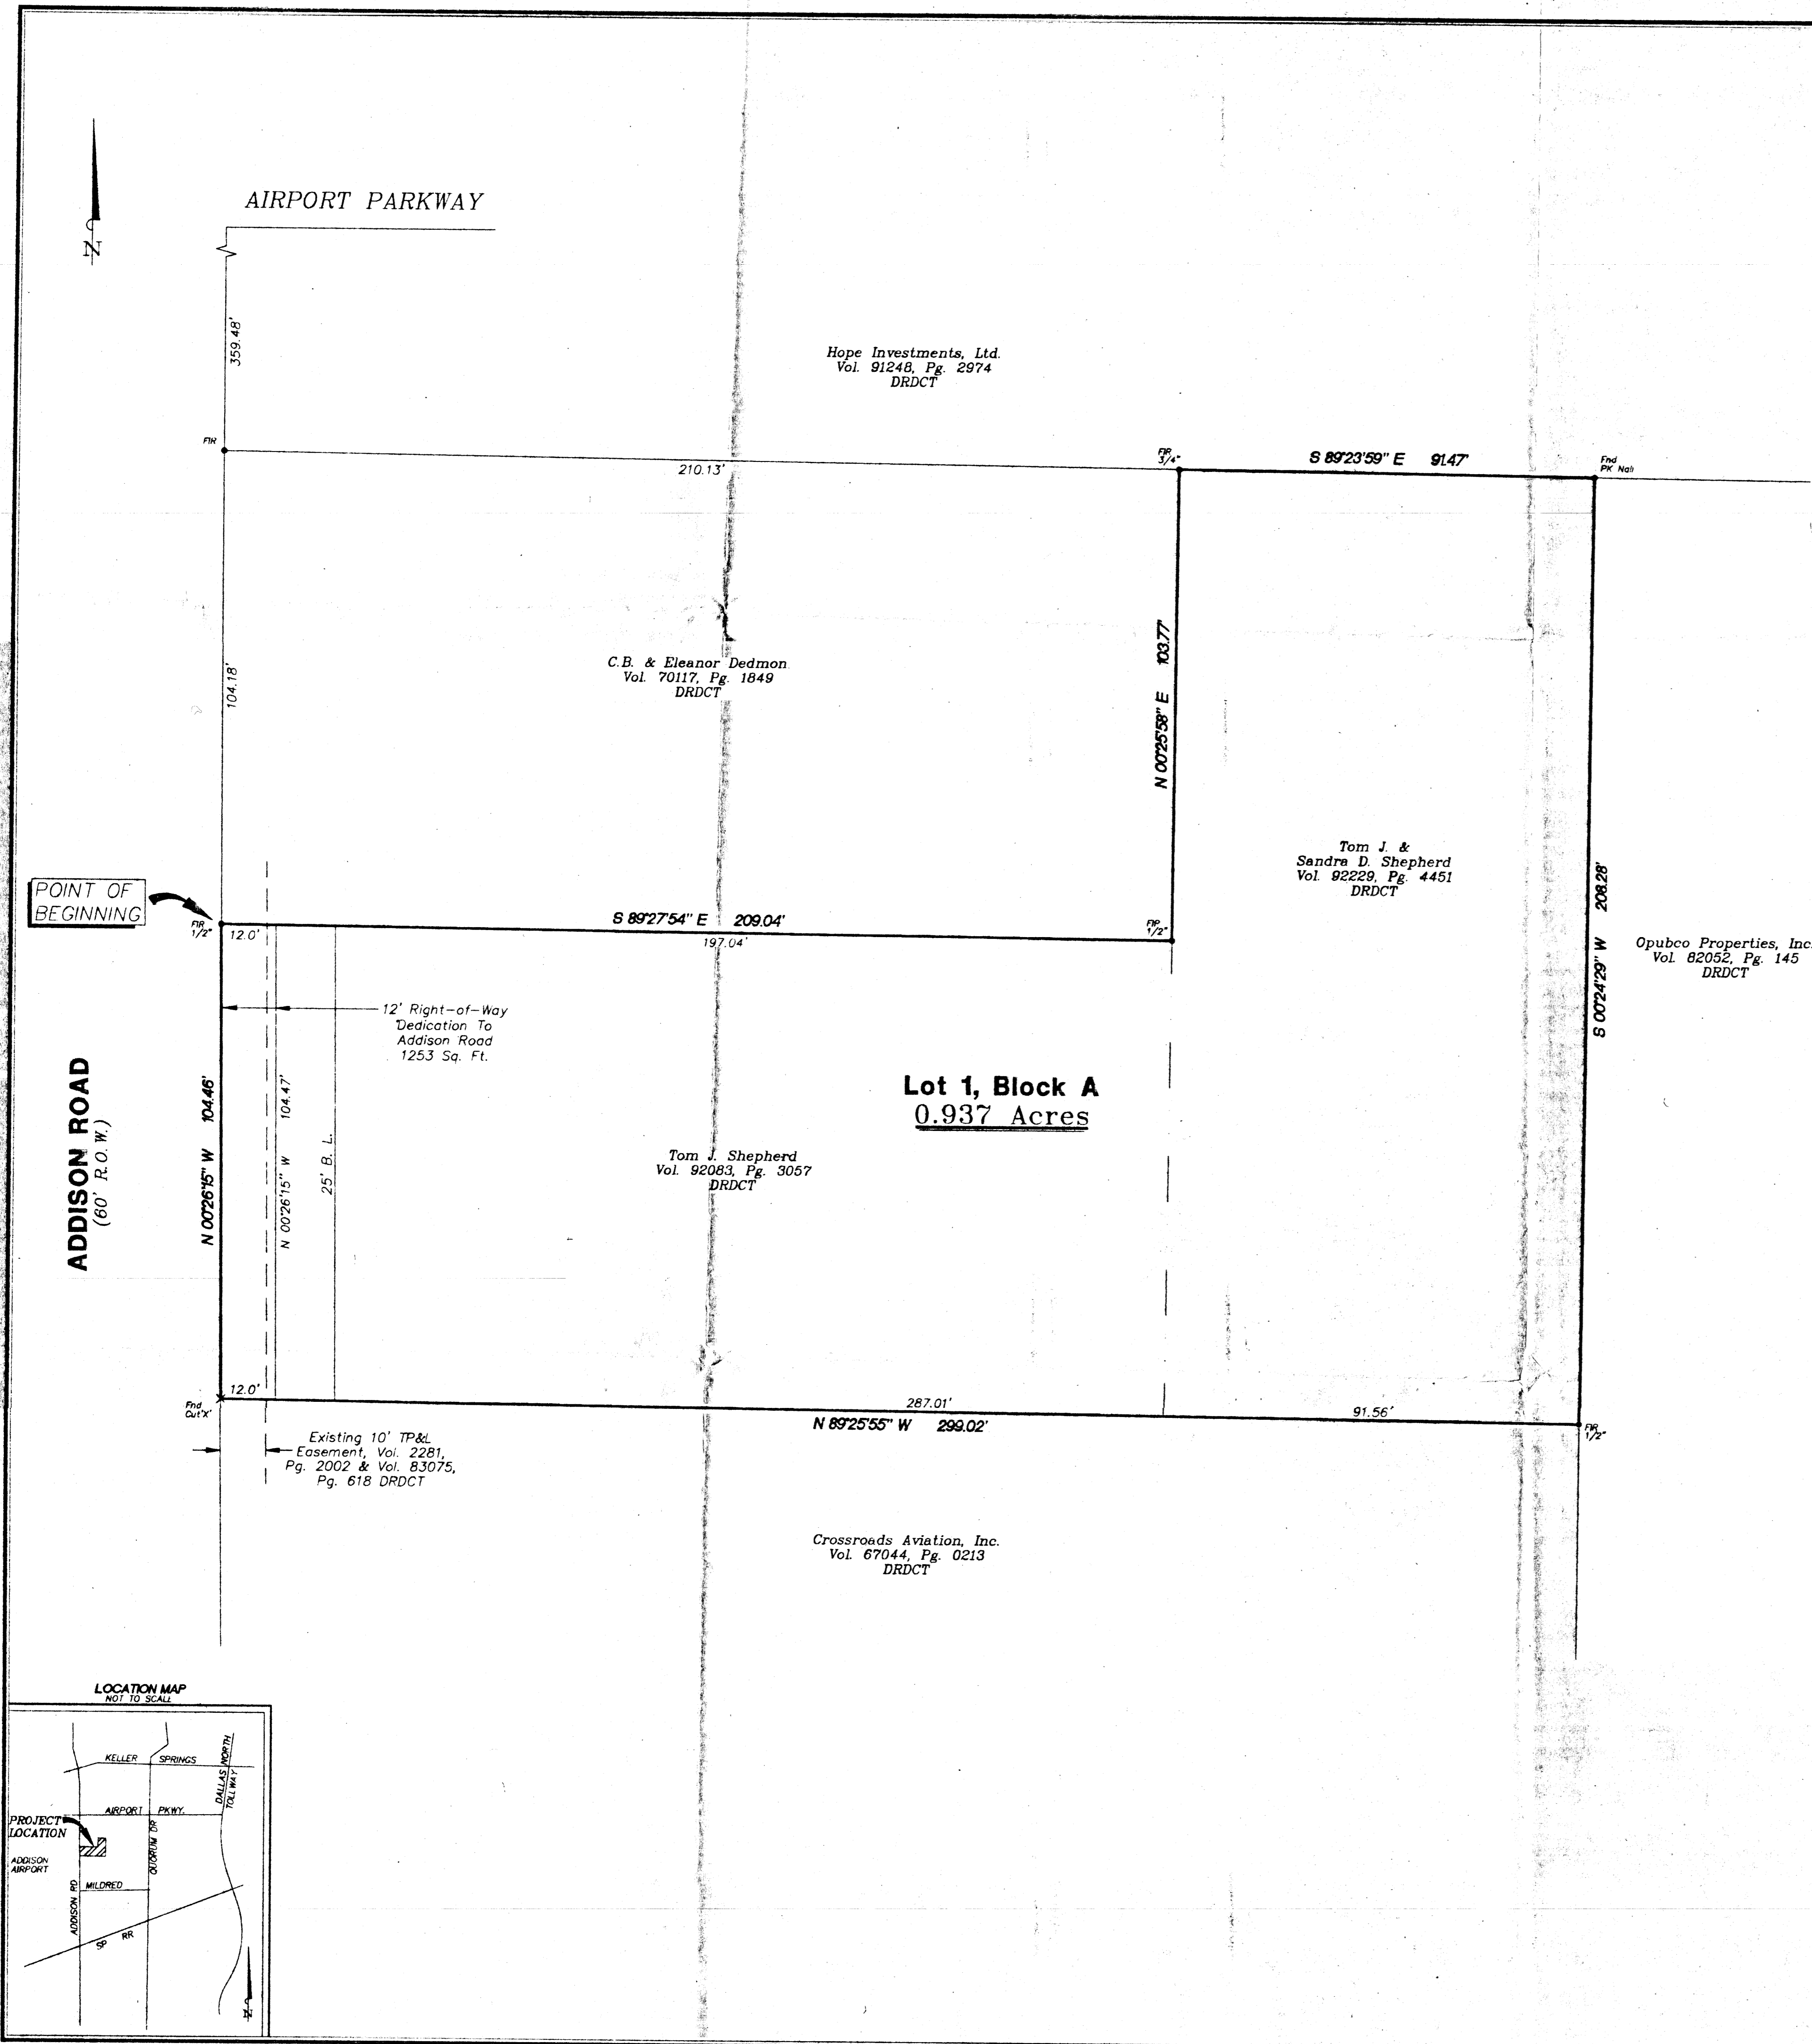 AIRPORT PARKWAY
N
359.48'
Hope Investments, Ltd.
Vol. 91248, Pg. 2974
DRDCT
FIR
210.13'
FIR
3/4"
S 89°23'59" E 91.47'
Fnd
PK Nail
104.18'
C.B. & Eleanor Dedmon
Vol. 70117, Pg. 1849
DRDCT
N 00°25'58" E 103.77'
Tom J. &
Sandra D. Shepherd
Vol. 92229, Pg. 4451
DRDCT
POINT OF
BEGINNING
FIR
1/2"
12.0'
S 89°27'54" E 209.04'
197.04'
FIR
1/2"
S 00°24'29" W 208.28'
Opubco Properties, Inc.
Vol. 82052, Pg. 145
DRDCT
12' Right-of-Way
Dedication To
Addison Road
1253 Sq. Ft.
ADDISON ROAD
(60' R.O.W.)
N 00°26'15" W 104.46'
N 00°26'15" W 104.47'
25' B. L.
Lot 1, Block A
0.937 Acres
Tom J. Shepherd
Vol. 92083, Pg. 3057
DRDCT
12.0'
Fnd
Cut'X'
287.01'
N 89°25'55" W 299.02'
91.56'
FIR
1/2"
Existing 10' TP&L
Easement, Vol. 2281,
Pg. 2002 & Vol. 83075,
Pg. 618 DRDCT
Crossroads Aviation, Inc.
Vol. 67044, Pg. 0213
DRDCT
LOCATION MAP
NOT TO SCALE
KELLER SPRINGS
DALLAS NORTH
TOLLWAY
AIRPORT PKWY.
PROJECT
LOCATION
QUORUM DR
ADDISON
AIRPORT
ADDISON RD
MILDRED
SP RR
N